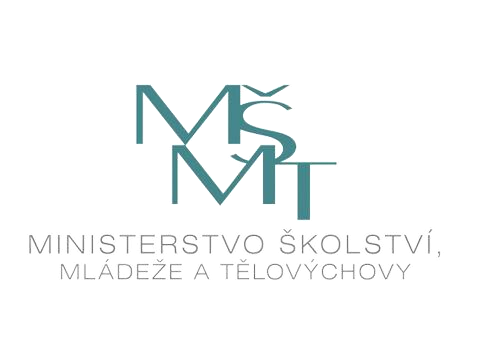 MŠ
MT
MINISTERSTVO ŠKOLSTVÍ,
MLÁDEŽE A TĚLOVÝCHOVY